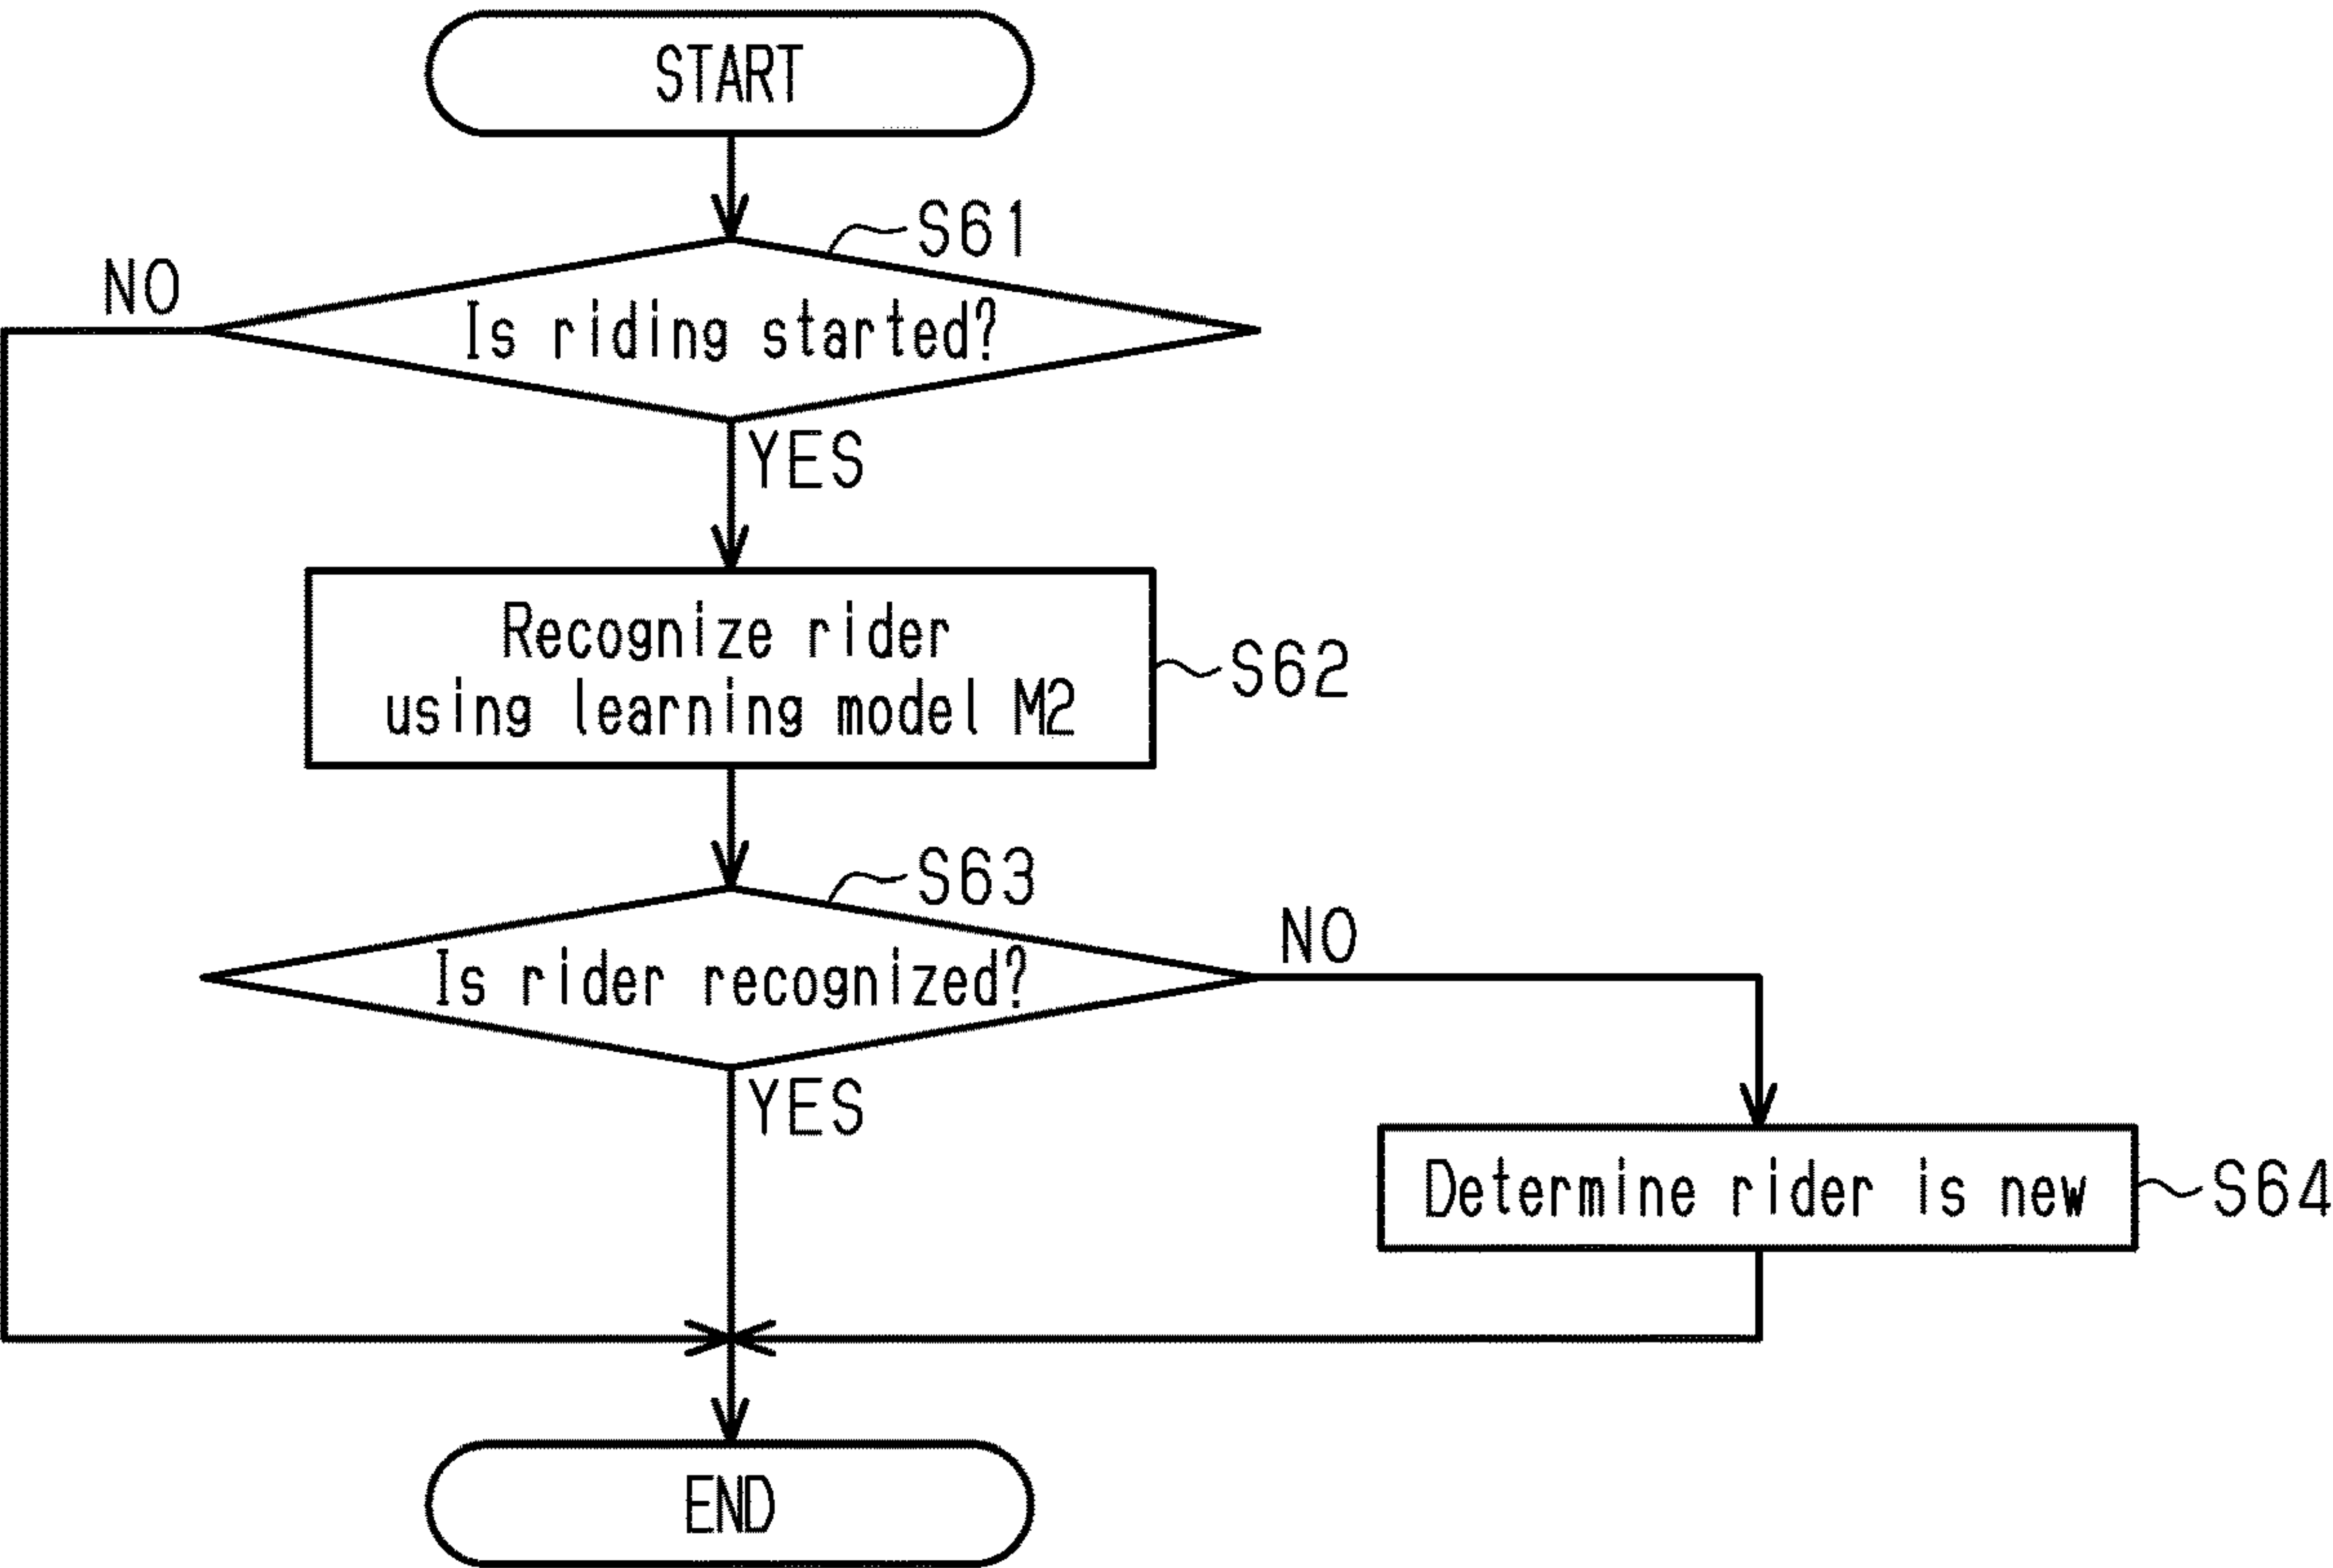 START
S61
NO
Is riding started?
YES
Recognize rider
using learning model M2
S62
S63
NO
Is rider recognized?
YES
Determine rider is new
S64
END